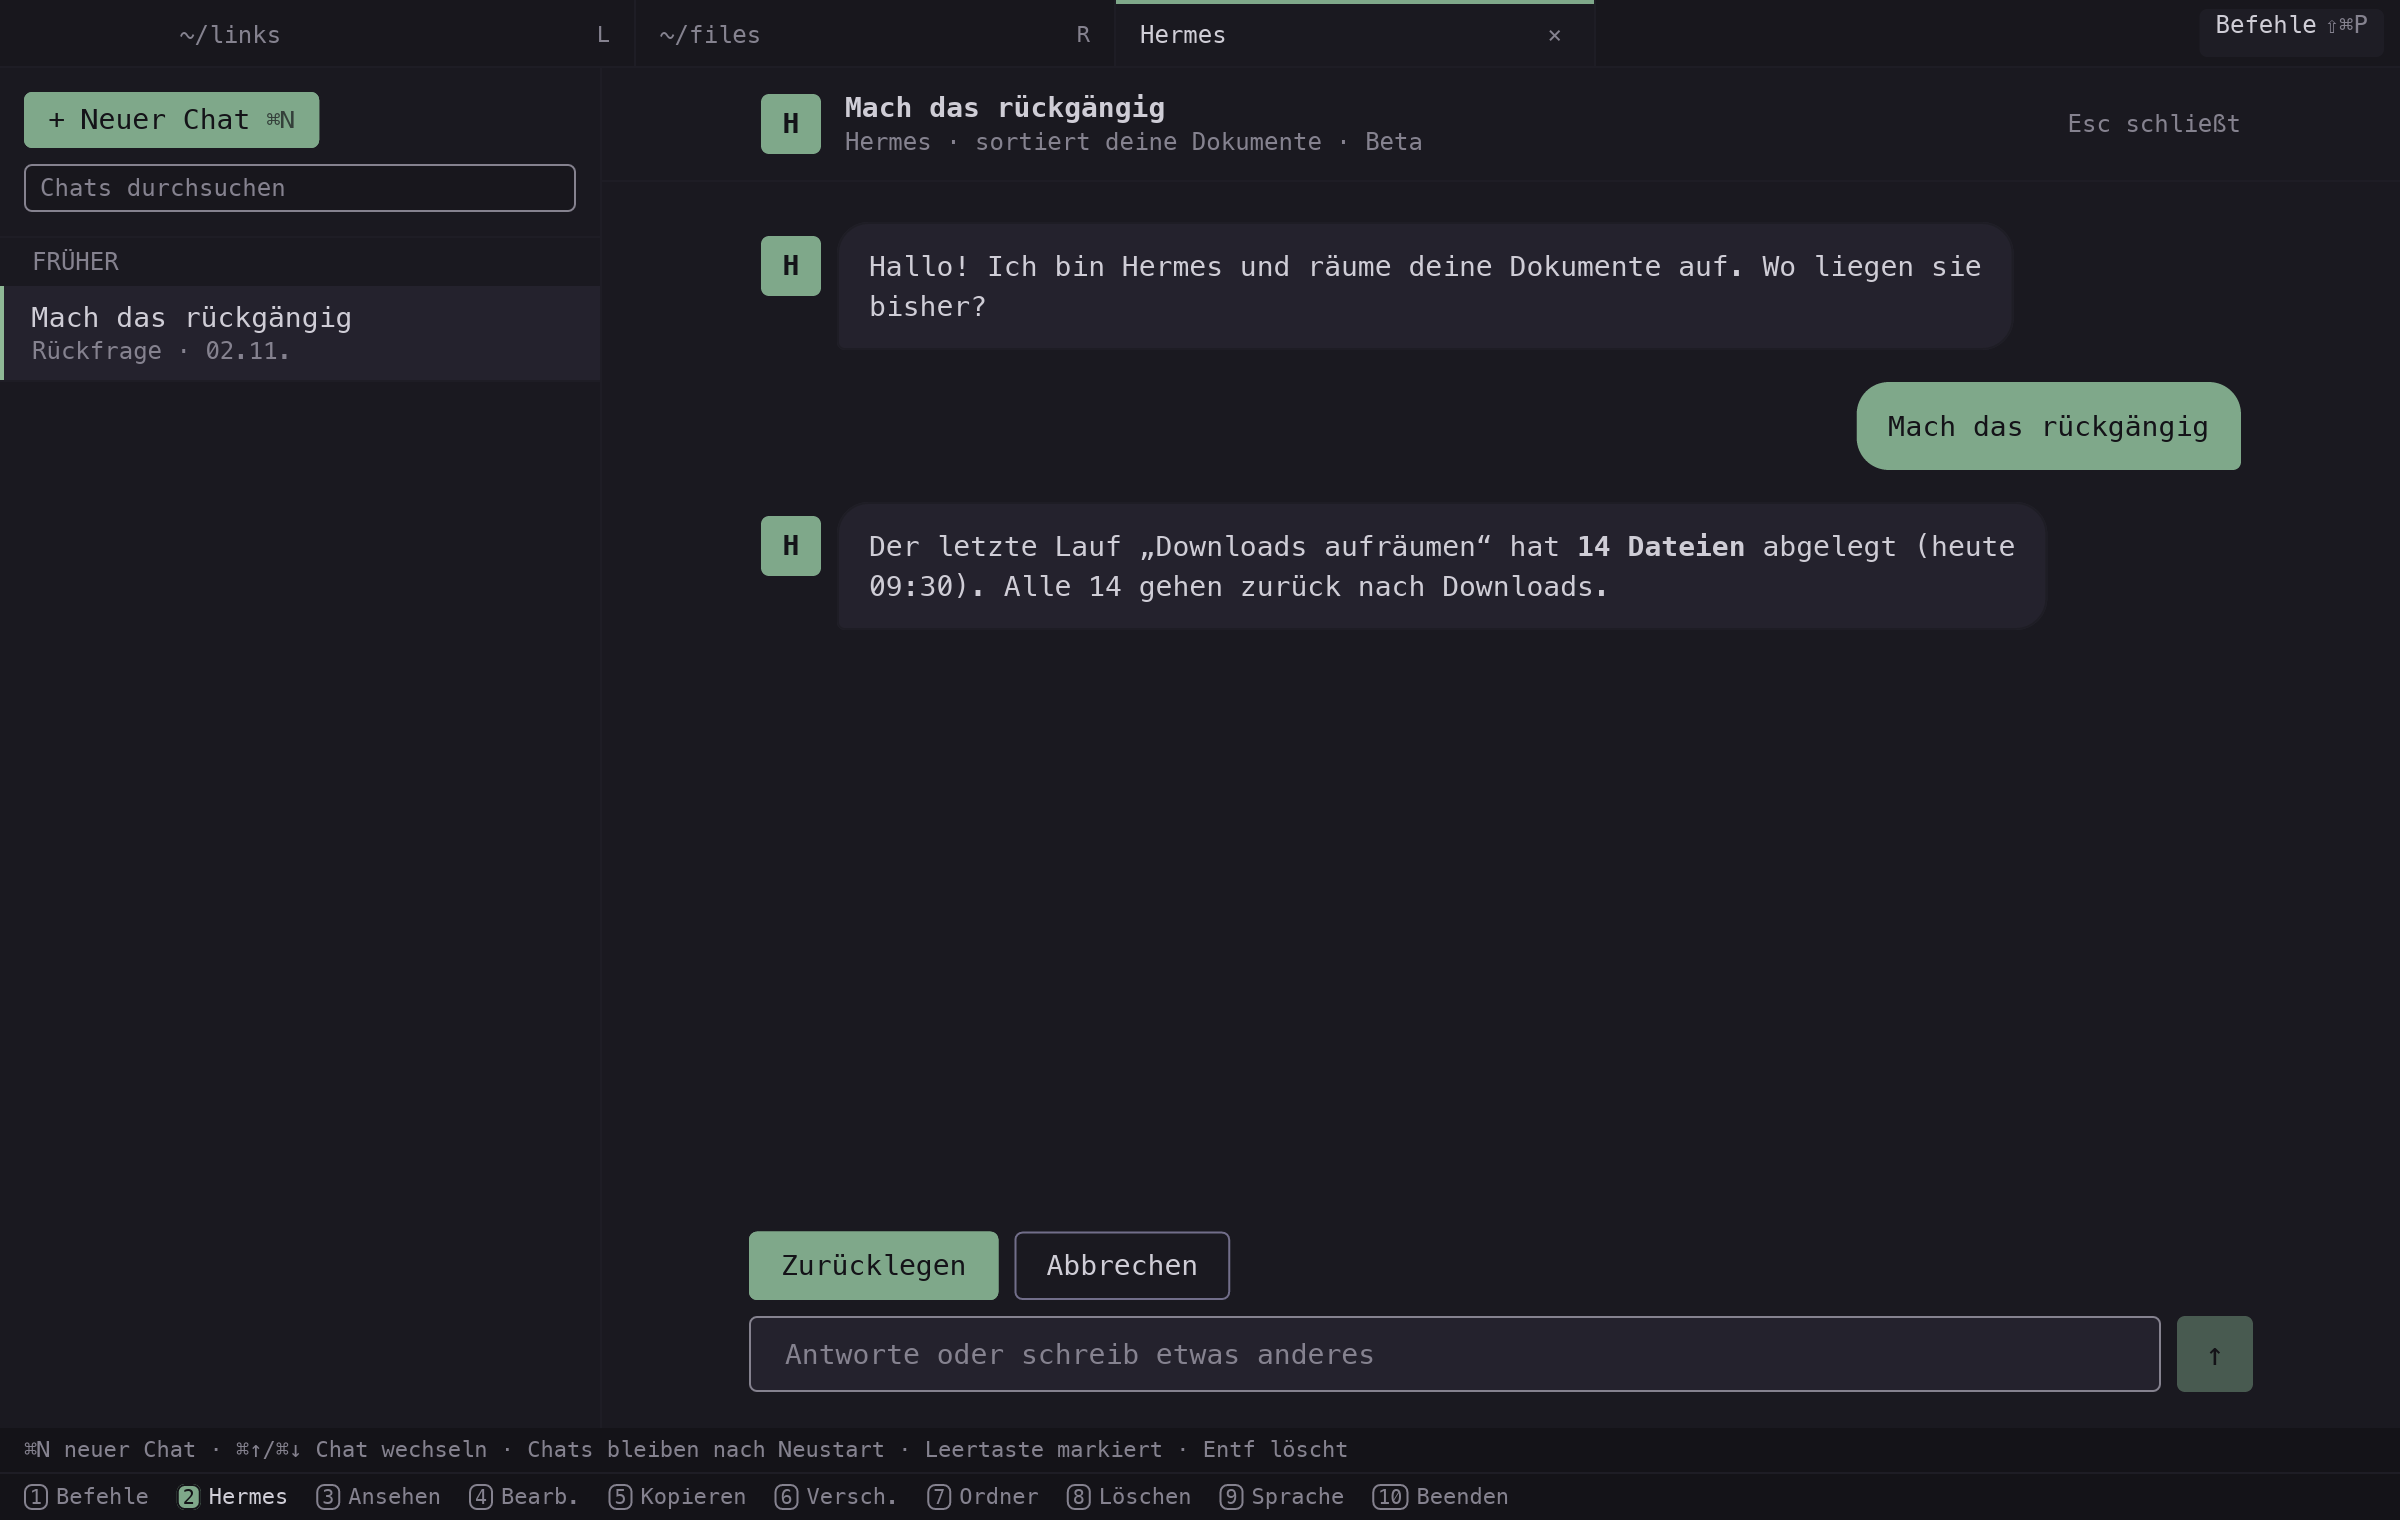 ~/links L ~/files R Hermes × Befehle ⇧⌘P
+ Neuer Chat ⌘N
Chats durchsuchen
FRÜHER
Mach das rückgängig
Rückfrage · 02.11.
H Mach das rückgängig
Hermes · sortiert deine Dokumente · Beta
Esc schließt
H Hallo! Ich bin Hermes und räume deine Dokumente auf. Wo liegen sie
bisher?
Mach das rückgängig
H Der letzte Lauf „Downloads aufräumen“ hat 14 Dateien abgelegt (heute
09:30). Alle 14 gehen zurück nach Downloads.
Zurücklegen Abbrechen
Antworte oder schreib etwas anderes ↑
⌘N neuer Chat · ⌘↑/⌘↓ Chat wechseln · Chats bleiben nach Neustart · Leertaste markiert · Entf löscht
1 Befehle 2 Hermes 3 Ansehen 4 Bearb. 5 Kopieren 6 Versch. 7 Ordner 8 Löschen 9 Sprache 10 Beenden